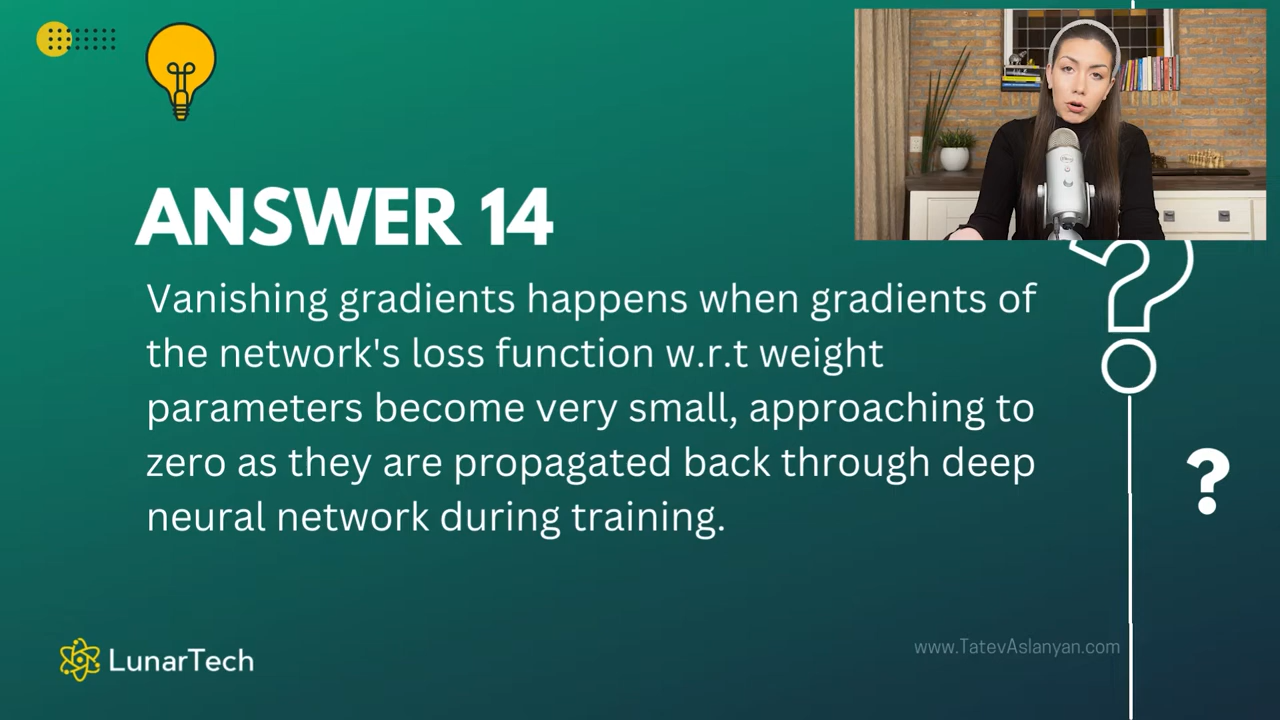 ANSWER 14
Vanishing gradients happens when gradients of
the network's loss function w.r.t weight
parameters become very small, approaching to
zero as they are propagated back through deep
neural network during training.
?
?
LunarTech
www.TatevAslanyan.com